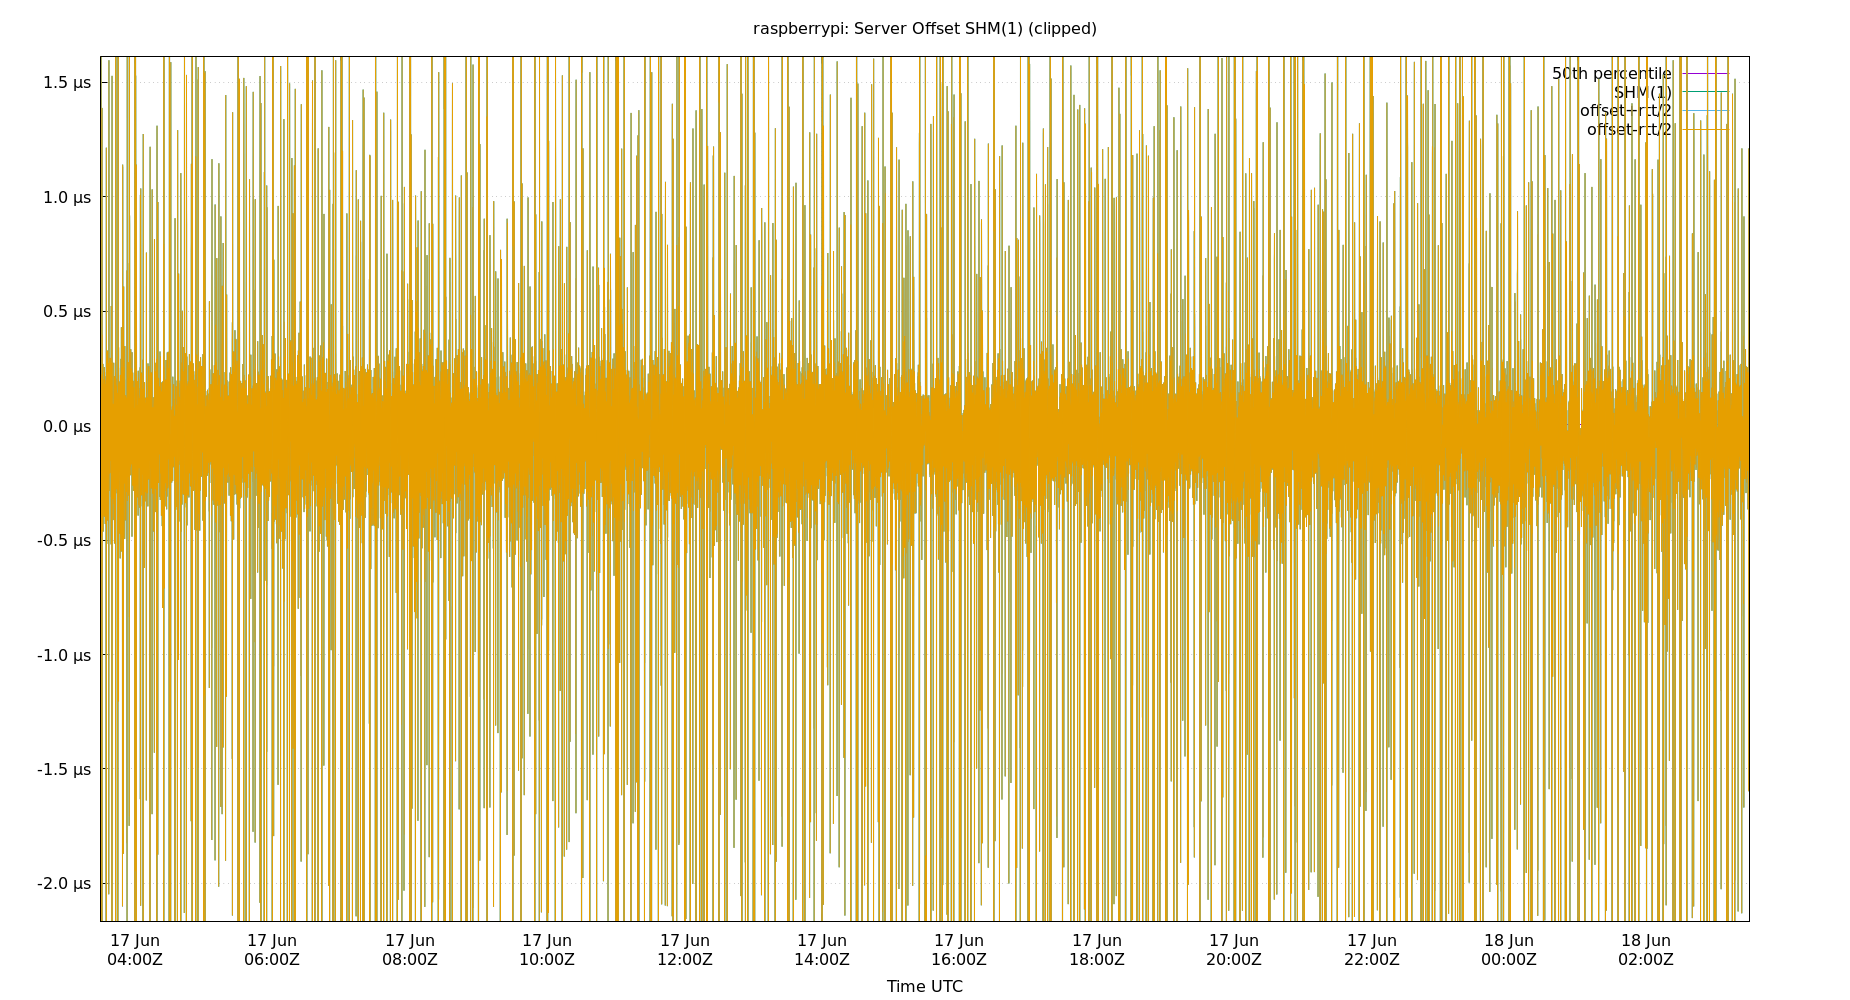 raspberrypi: Server Offset SHM(1) (clipped)
50th percentile
SHM(1)
offset+rtt/2
offset-rtt/2
1.5 µs
1.0 µs
0.5 µs
0.0 µs
-0.5 µs
-1.0 µs
-1.5 µs
-2.0 µs
17 Jun 17 Jun 17 Jun 17 Jun 17 Jun 17 Jun 17 Jun 17 Jun 17 Jun 17 Jun 18 Jun 18 Jun
04:00Z 06:00Z 08:00Z 10:00Z 12:00Z 14:00Z 16:00Z 18:00Z 20:00Z 22:00Z 00:00Z 02:00Z
Time UTC